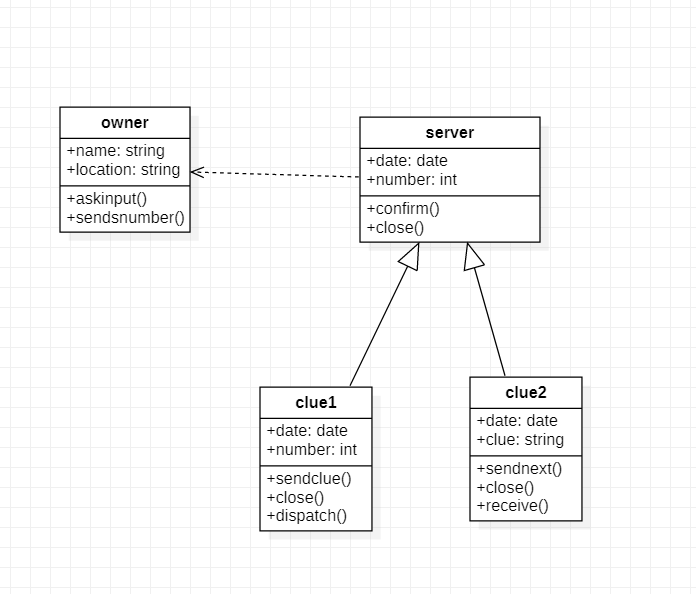 owner
+name: string
+location: string
+askinput()
+sendsnumber()
server
+date: date
+number: int
+confirm()
+close()
clue1
+date: date
+number: int
+sendclue()
+close()
+dispatch()
clue2
+date: date
+clue: string
+sendnext()
+close()
+receive()